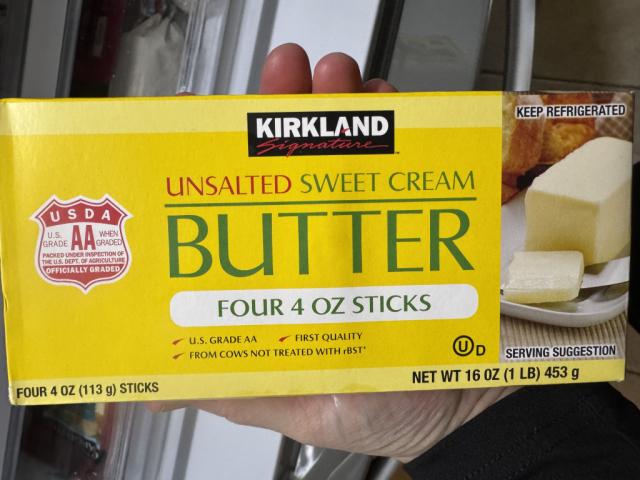 KIRKLAND
Signature
KEEP REFRIGERATED
UNSALTED SWEET CREAM
BUTTER
FOUR 4 OZ STICKS
USDA
U.S. GRADE AA WHEN GRADED
PACKED UNDER INSPECTION OF
THE U.S. DEPT. OF AGRICULTURE
OFFICIALLY GRADED
U.S. GRADE AA FIRST QUALITY
FROM COWS NOT TREATED WITH rBST*
U D
SERVING SUGGESTION
FOUR 4 OZ (113 g) STICKS
NET WT 16 OZ (1 LB) 453 g